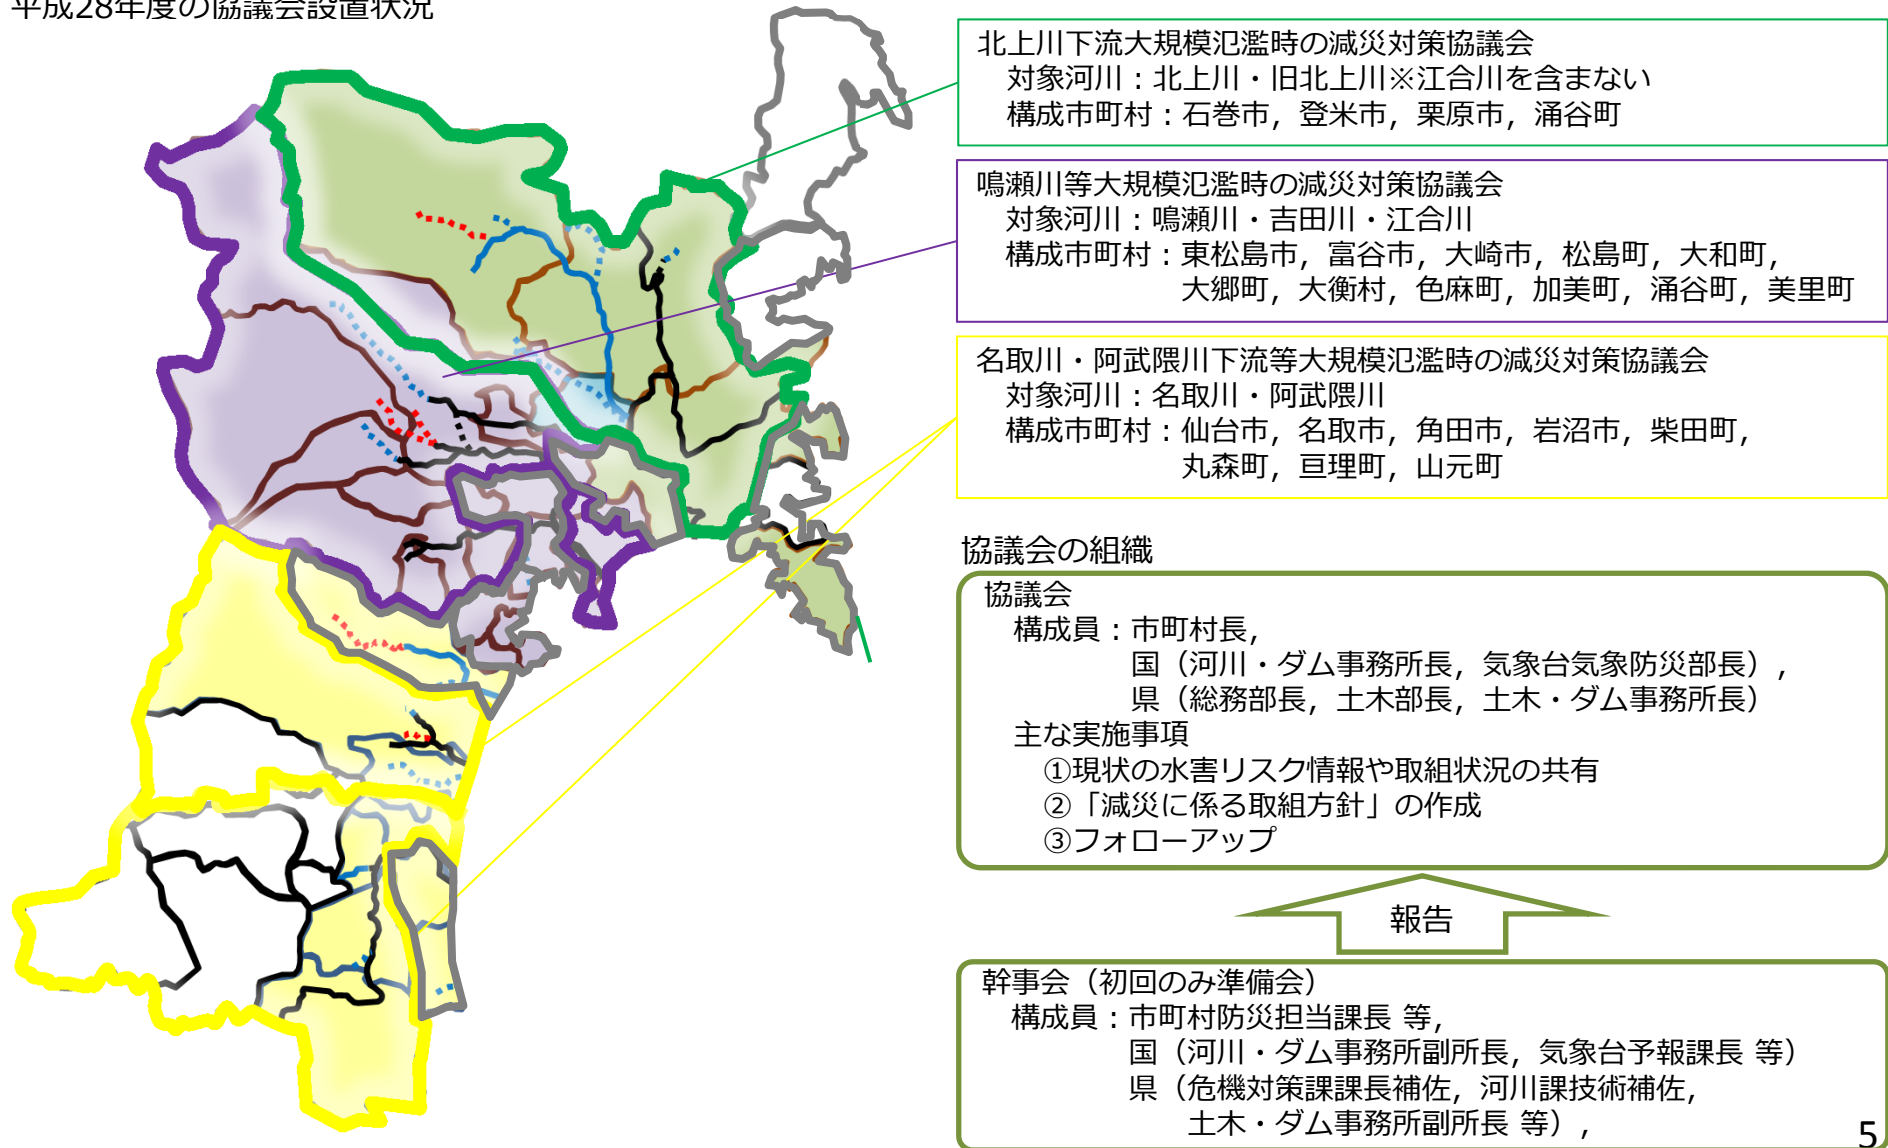 平成28年度の協議会設置状況
北上川下流大規模氾濫時の減災対策協議会
対象河川：北上川・旧北上川※江合川を含まない
構成市町村：石巻市，登米市，栗原市，涌谷町
鳴瀬川等大規模氾濫時の減災対策協議会
対象河川：鳴瀬川・吉田川・江合川
構成市町村：東松島市，富谷市，大崎市，松島町，大和町，
大郷町，大衡村，色麻町，加美町，涌谷町，美里町
名取川・阿武隈川下流等大規模氾濫時の減災対策協議会
対象河川：名取川・阿武隈川
構成市町村：仙台市，名取市，角田市，岩沼市，柴田町，
丸森町，亘理町，山元町
協議会の組織
協議会
構成員：市町村長，
国（河川・ダム事務所長，気象台気象防災部長），
県（総務部長，土木部長，土木・ダム事務所長）
主な実施事項
①現状の水害リスク情報や取組状況の共有
②「減災に係る取組方針」の作成
③フォローアップ
報告
幹事会（初回のみ準備会）
構成員：市町村防災担当課長 等，
国（河川・ダム事務所副所長，気象台予報課長 等）
県（危機対策課課長補佐，河川課技術補佐，
土木・ダム事務所副所長 等），
5